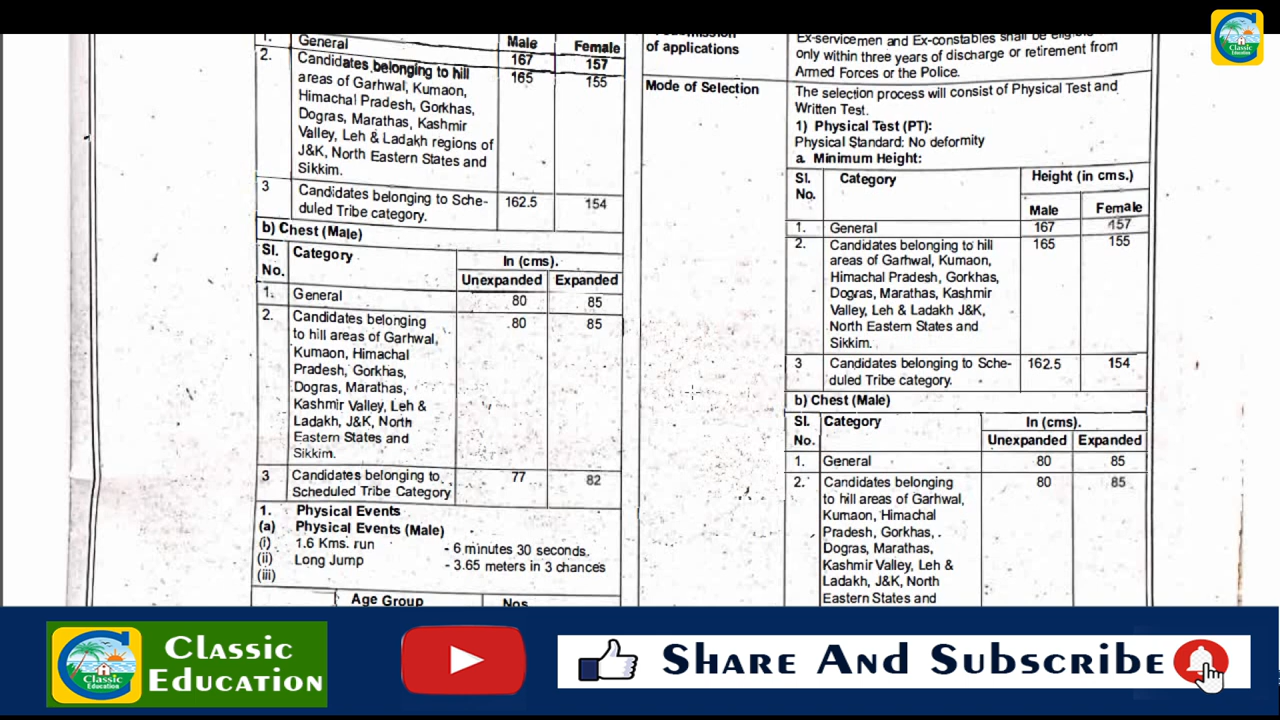 1. General Male Female
167 157
2. Candidates belonging to hill 165 155
areas of Garhwal, Kumaon,
Himachal Pradesh, Gorkhas,
Dogras, Marathas, Kashmir
Valley, Leh & Ladakh regions of
J&K, North Eastern States and
Sikkim.
3 Candidates belonging to Sche- 162.5 154
duled Tribe category.
b) Chest (Male)
Sl. Category In (cms).
No. Unexpanded Expanded
1. General 80 85
2. Candidates belonging 80 85
to hill areas of Garhwal,
Kumaon, Himachal
Pradesh, Gorkhas,
Dogras, Marathas,
Kashmir Valley, Leh &
Ladakh, J&K, North
Eastern States and
Sikkim.
3 Candidates belonging to 77 82
Scheduled Tribe Category
1. Physical Events
(a) Physical Events (Male)
(i) 1.6 Kms. run - 6 minutes 30 seconds.
(ii) Long Jump - 3.65 meters in 3 chances
(iii)
Age Group Nos
of applications
Mode of Selection
Ex-servicemen and Ex-constables shall be eligible
only within three years of discharge or retirement from
Armed Forces or the Police.
The selection process will consist of Physical Test and
Written Test.
1) Physical Test (PT):
Physical Standard: No deformity
a. Minimum Height:
Sl. Category Height (in cms.)
No.
Male Female
1. General 167 157
2. Candidates belonging to hill 165 155
areas of Garhwal, Kumaon,
Himachal Pradesh, Gorkhas,
Dogras, Marathas, Kashmir
Valley, Leh & Ladakh J&K,
North Eastern States and
Sikkim.
3 Candidates belonging to Sche- 162.5 154
duled Tribe category.
b) Chest (Male)
Sl. Category In (cms).
No. Unexpanded Expanded
1. General 80 85
2. Candidates belonging 80 85
to hill areas of Garhwal,
Kumaon, Himachal
Pradesh, Gorkhas, .
Dogras, Marathas,
Kashmir Valley, Leh &
Ladakh, J&K, North
Eastern States and
Classic
Education
Classic
Education
Classic
Education
Share And Subscribe